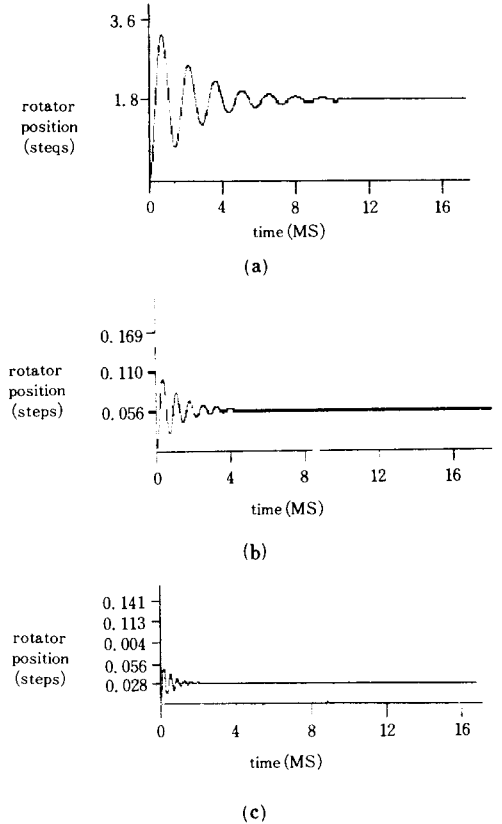 3.6
1.8
rotator
position
(steqs)
0 4 8 12 16
time(MS)
(a)
0.169
0.110
0.056
rotator
position
(steps)
0 4 8 12 16
time(MS)
(b)
0.141
0.113
0.004
0.056
0.028
rotator
position
(steps)
0 4 8 12 16
time(MS)
(c)